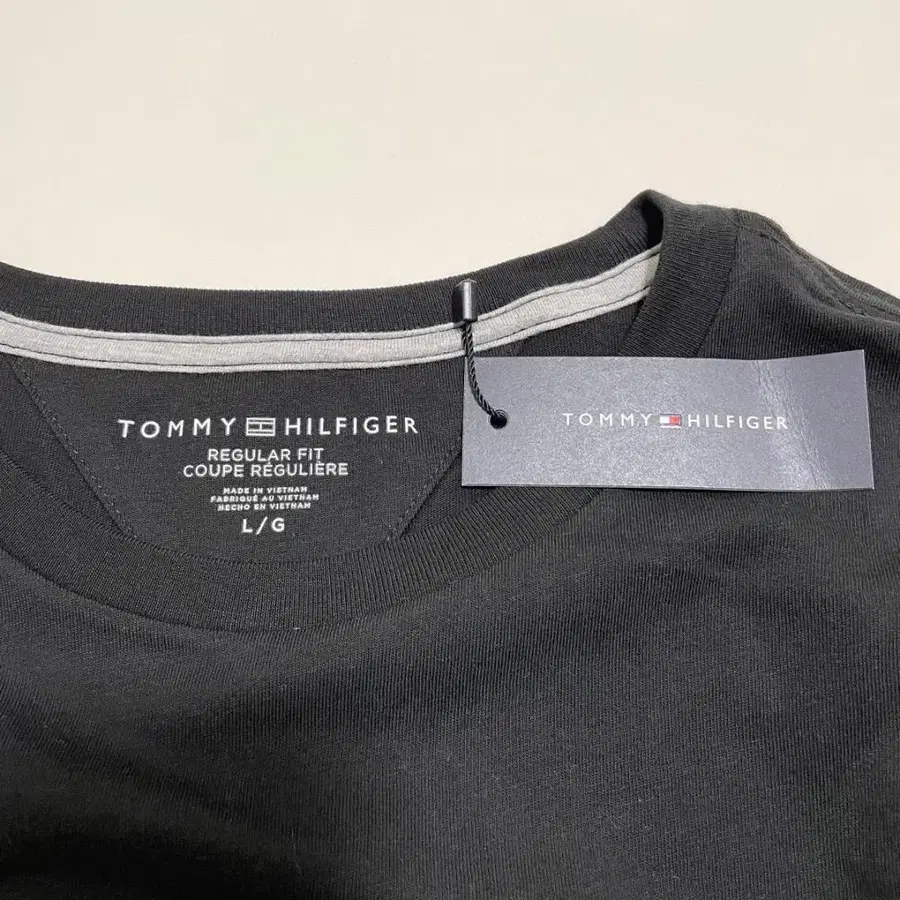 TOMMY HILFIGER
REGULAR FIT
COUPE RÉGULIÈRE
MADE IN VIETNAM
FABRIQUÉ AU VIETNAM
HECHO EN VIETNAM
L/G
TOMMY HILFIGER